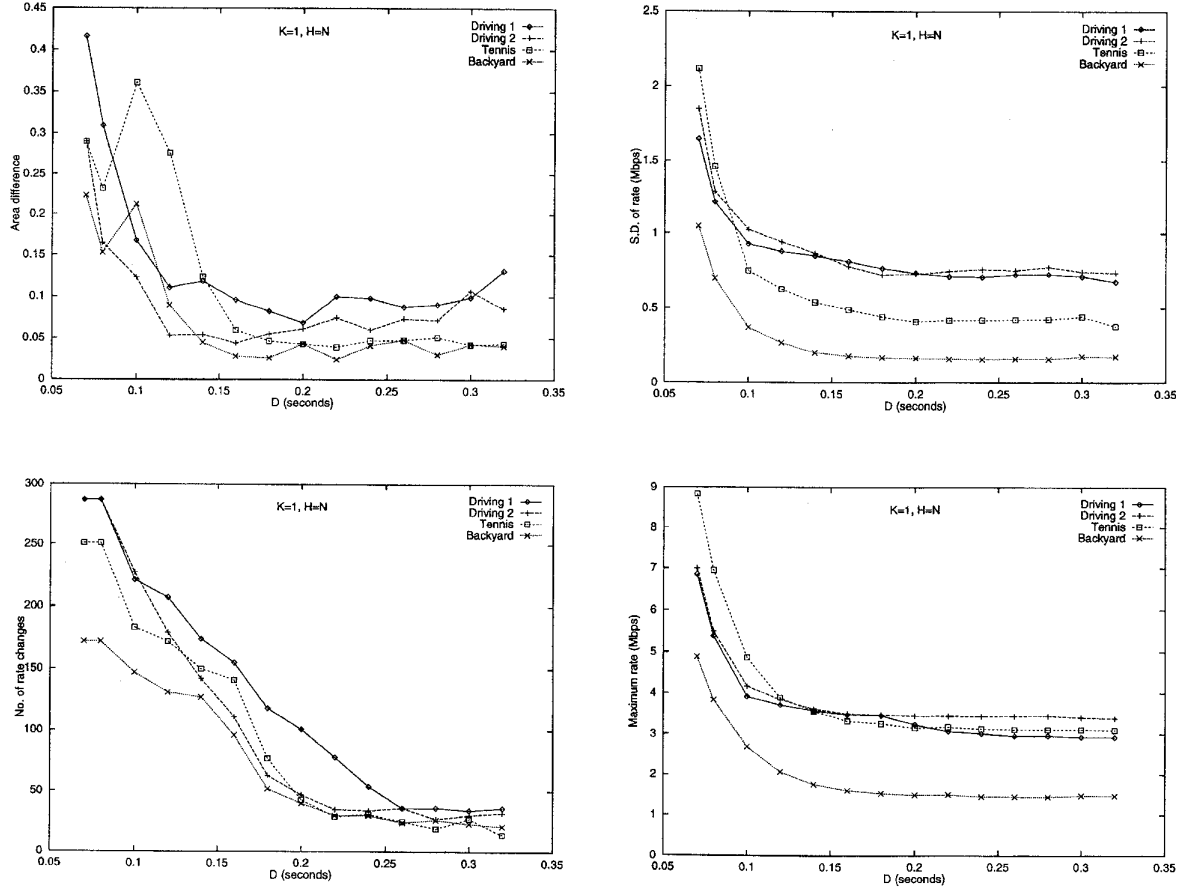 K=1, H=N
Driving 1
Driving 2
Tennis
Backyard
0.45
0.4
0.35
0.3
0.25
0.2
0.15
0.1
0.05
0
Area difference
0.05 0.1 0.15 0.2 0.25 0.3 0.35
D (seconds)
K=1, H=N
Driving 1
Driving 2
Tennis
Backyard
2.5
2
1.5
1
0.5
0
S.D. of rate (Mbps)
0.05 0.1 0.15 0.2 0.25 0.3 0.35
D (seconds)
K=1, H=N
Driving 1
Driving 2
Tennis
Backyard
300
250
200
150
100
50
0
No. of rate changes
0.05 0.1 0.15 0.2 0.25 0.3 0.35
D (seconds)
K=1, H=N
Driving 1
Driving 2
Tennis
Backyard
9
8
7
6
5
4
3
2
1
0
Maximum rate (Mbps)
0.05 0.1 0.15 0.2 0.25 0.3 0.35
D (seconds)